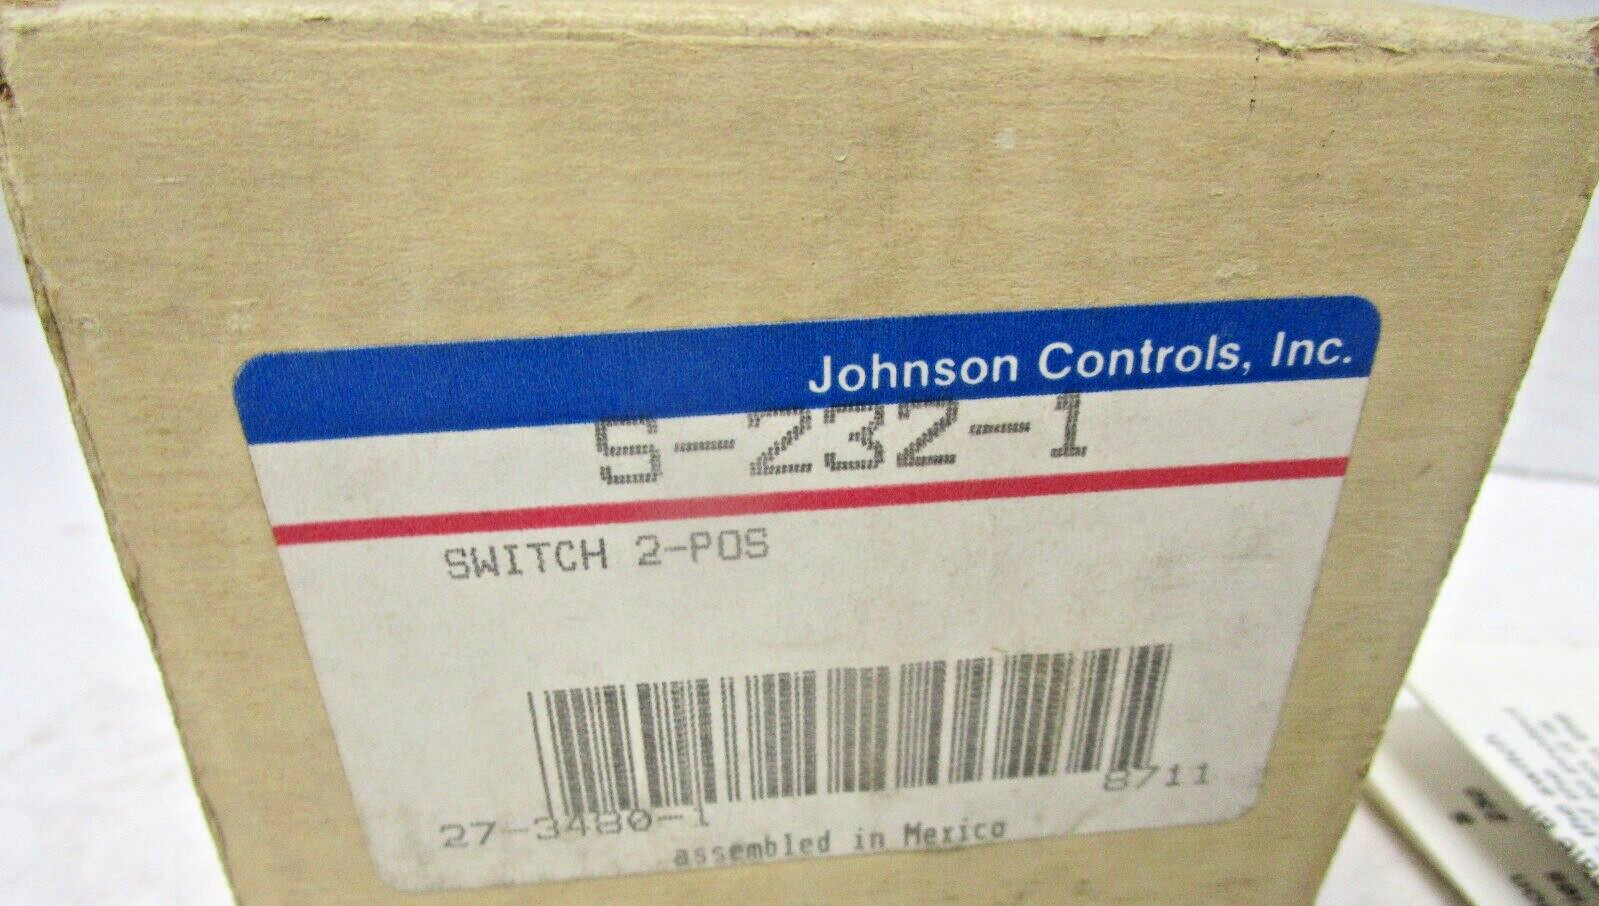 Johnson Controls, Inc.
S-232-1
SWITCH 2-POS
8711
27-3480-1
assembled in Mexico